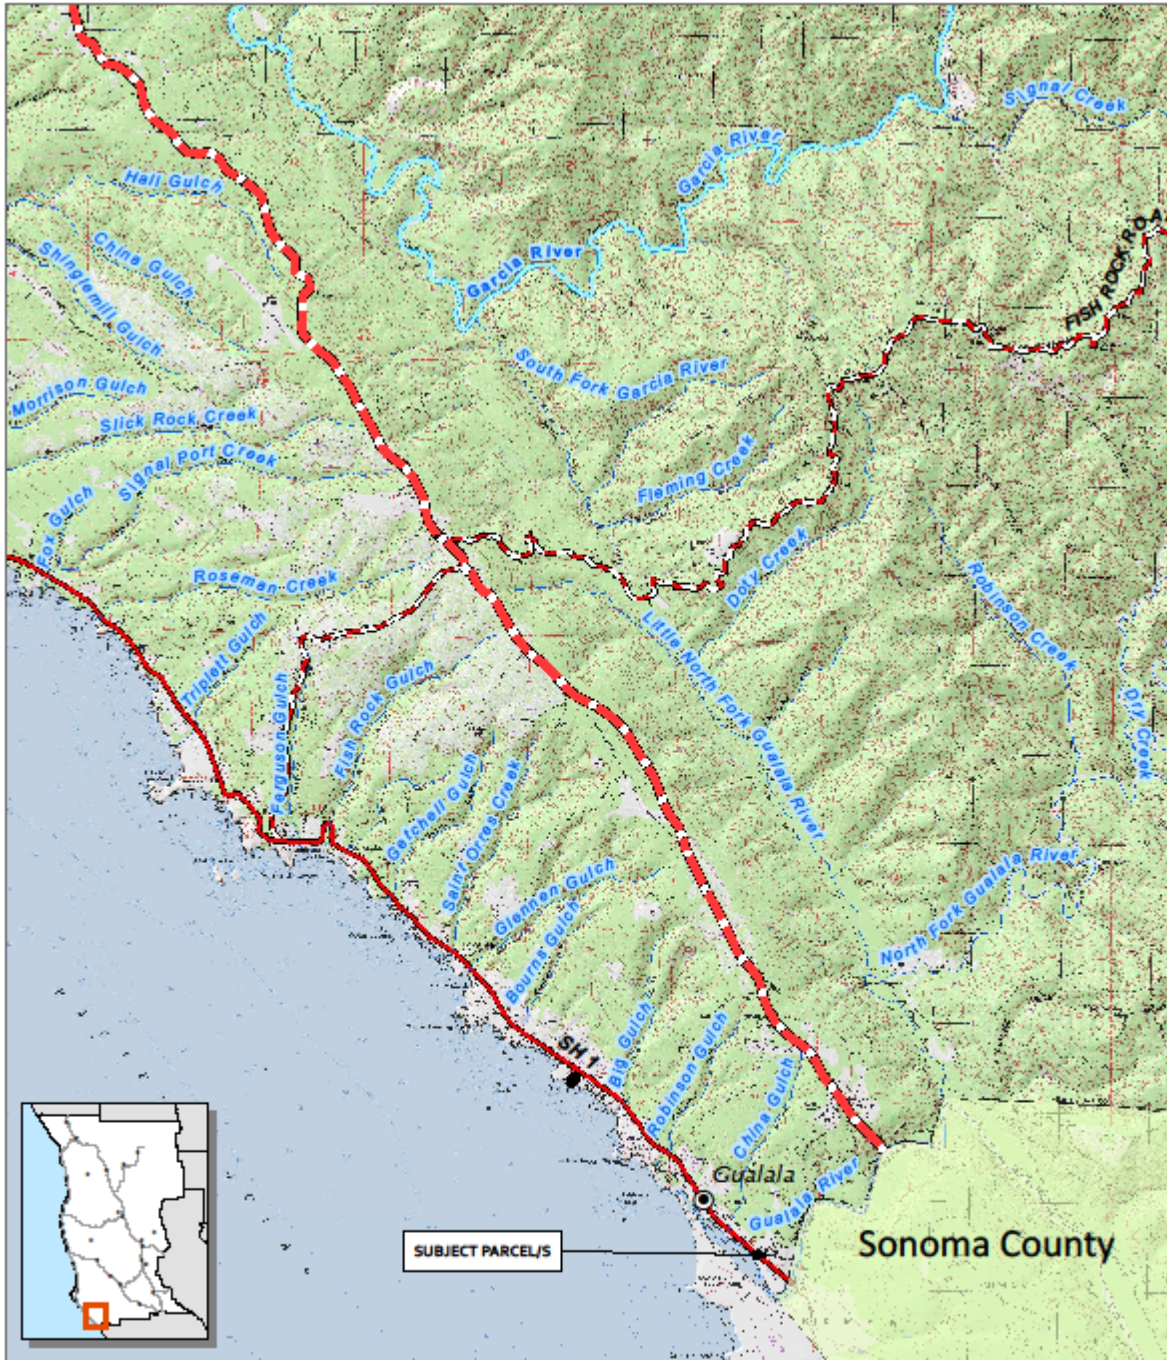 Signal Creek
Garcia River
Hall Gulch
FISH ROCK ROA
China Gulch
Garcia River
Shinglemill Gulch
South Fork Garcia River
Morrison Gulch
Slick Rock Creek
Signal Port Creek
Fleming Creek
Fox Gulch
Doty Creek
Roseman Creek
Robinson Creek
Little North Fork Gualala River
Triplett Gulch
Fish Rock Gulch
Ferguson Gulch
Dry Creek
Getchell Gulch
Saint Orres Creek
Glennen Gulch
North Fork Gualala River
Bourns Gulch
SH 1
Big Gulch
Robinson Gulch
China Gulch
Gualala
Gualala River
SUBJECT PARCEL/S
Sonoma County